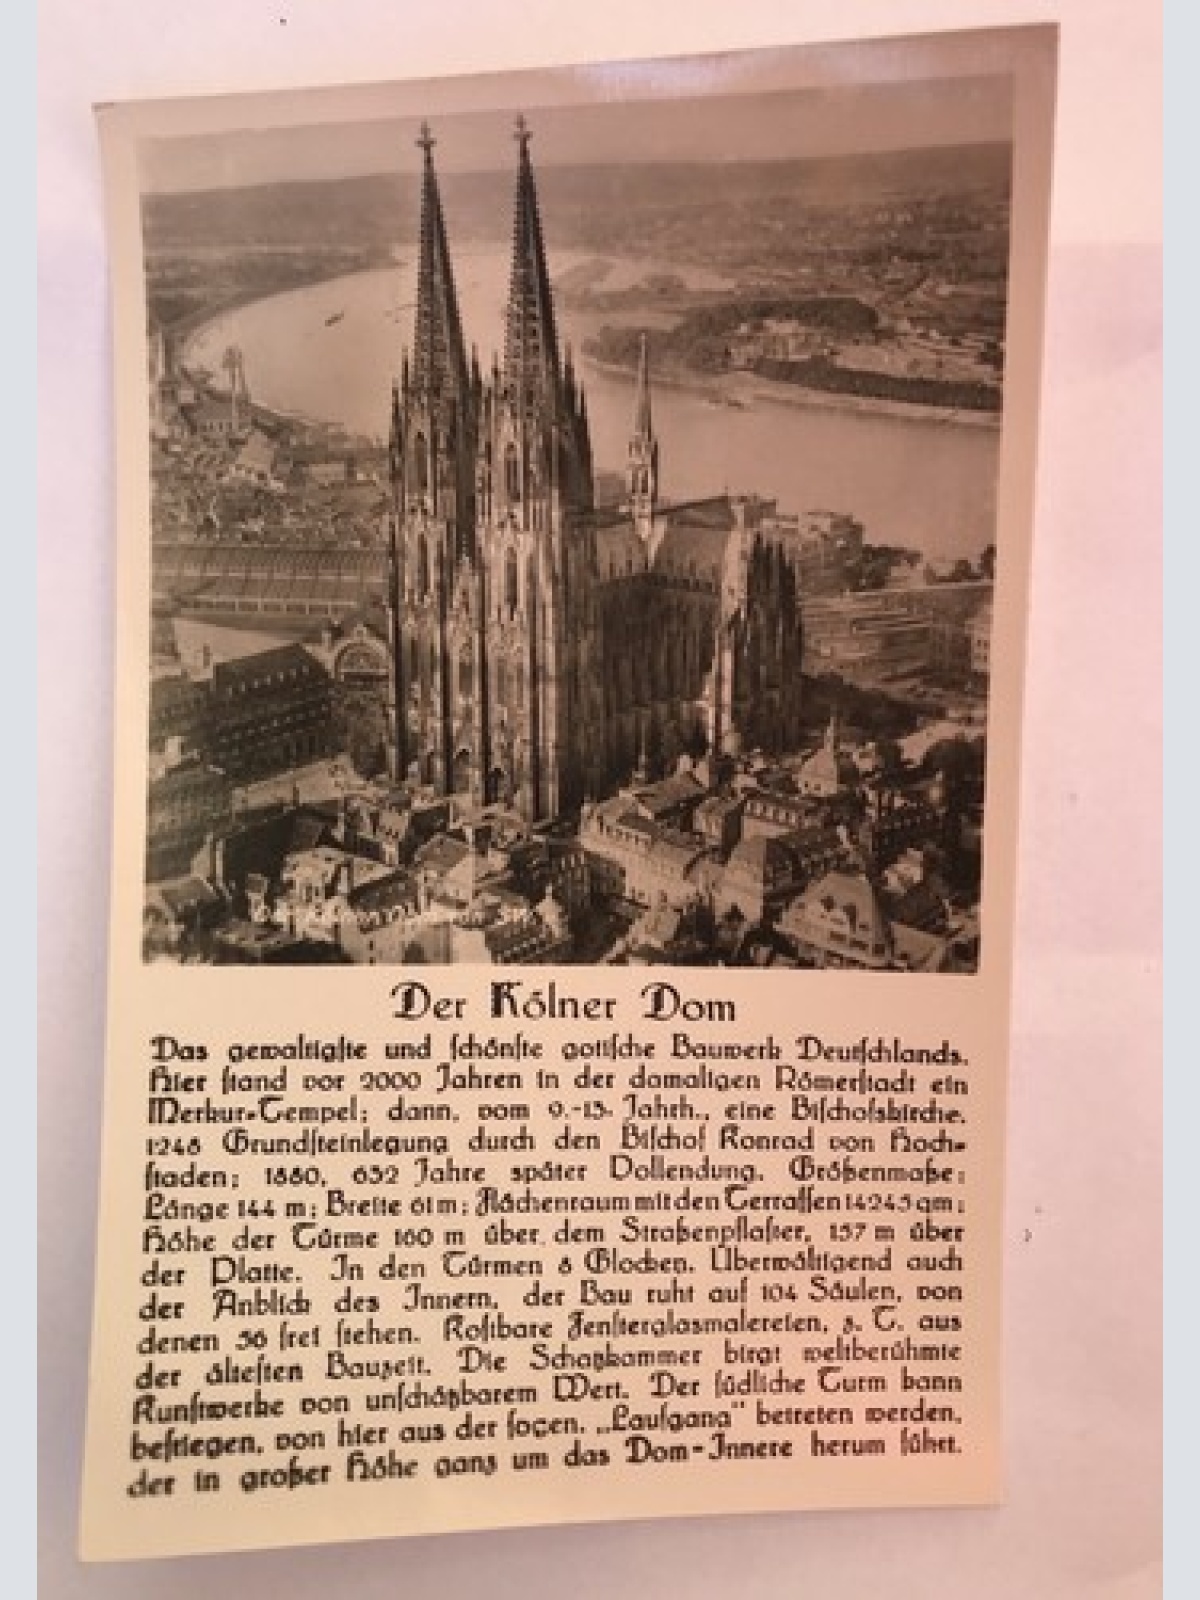 Der Kölner Dom von SW.
Der Kölner Dom
Das gewaltigste und schönste gotische Bauwerk Deutschlands.
Hier stand vor 2000 Jahren in der damaligen Römerstadt ein
Merkur-Tempel; dann, vom 9.-13. Jahrh., eine Bischofskirche.
1248 Grundsteinlegung durch den Bischof Konrad von Hoch-
staden; 1880, 632 Jahre später Vollendung. Größenmaße:
Länge 144 m; Breite 61 m; Flächenraum mit den Terrassen 14245 qm;
Höhe der Türme 160 m über dem Straßenpflaster, 157 m über
der Platte. In den Türmen 8 Glocken. Überwältigend auch
der Anblick des Innern, der Bau ruht auf 104 Säulen, von
denen 56 frei stehen. Kostbare Fensterglasmalereien, z. T. aus
der ältesten Bauzeit. Die Schatzkammer birgt weltberühmte
Kunstwerke von unschätzbarem Wert. Der südliche Turm kann
bestiegen, von hier aus der sogen. „Laufgang" betreten werden,
der in großer Höhe ganz um das Dom-Innere herum führt.